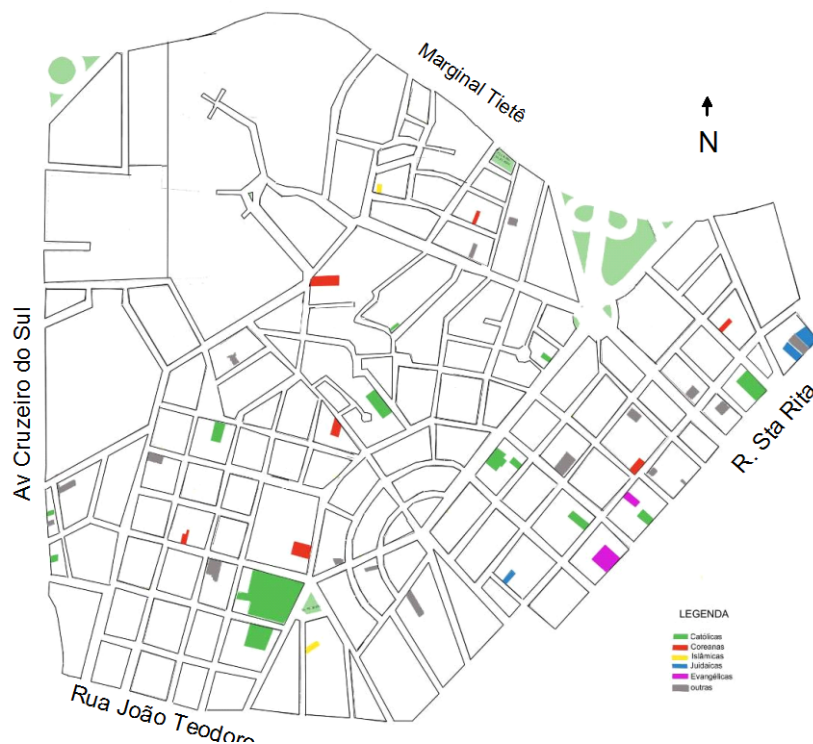 Marginal Tietê
N
Av Cruzeiro do Sul
R. Sta Rita
LEGENDA
Católicas
Coreanas
Islâmicas
Judaicas
Evangélicas
outras
Rua João Teodoro